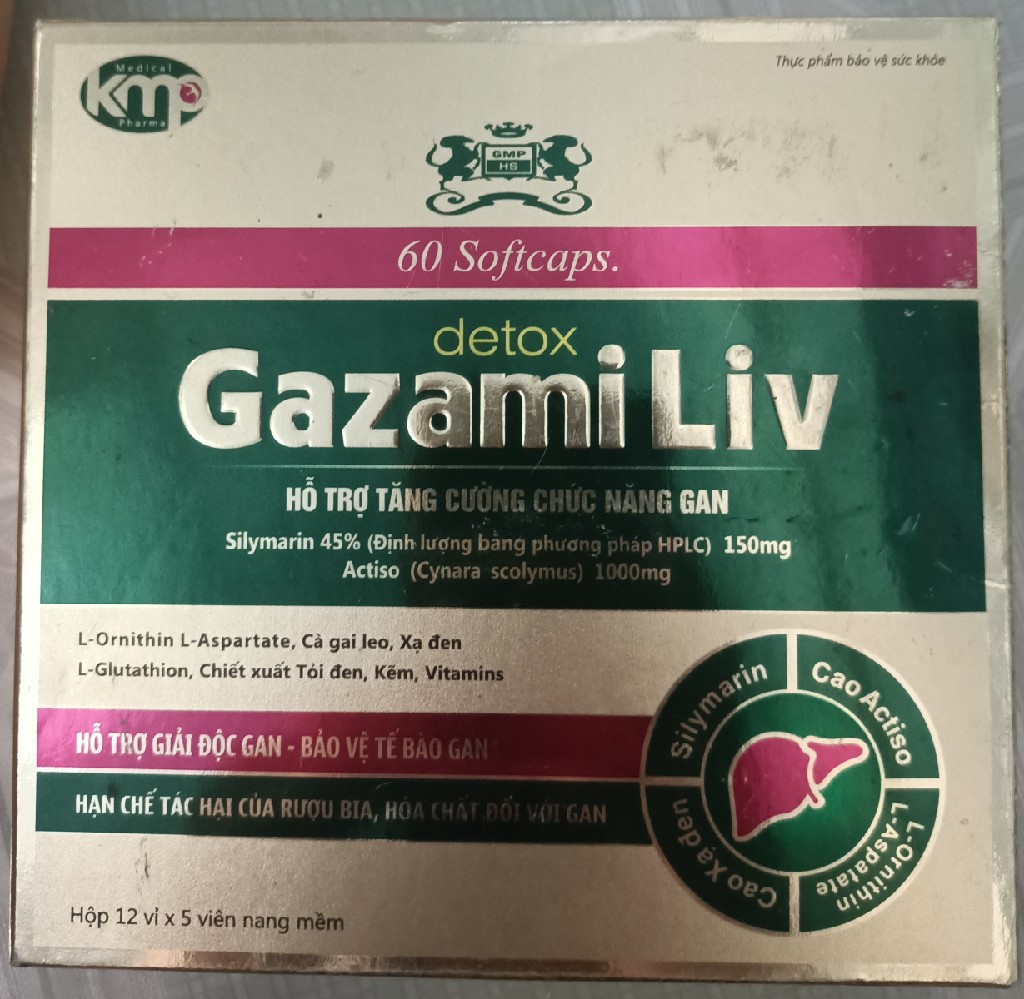 Medical
kmp
Pharma
Thực phẩm bảo vệ sức khỏe
GMP
HS
60 Softcaps.
detox
Gazami Liv
HỖ TRỢ TĂNG CƯỜNG CHỨC NĂNG GAN
Silymarin 45% (Định lượng bằng phương pháp HPLC) 150mg
Actiso (Cynara scolymus) 1000mg
L-Ornithin L-Aspartate, Cà gai leo, Xạ đen
L-Glutathion, Chiết xuất Tỏi đen, Kẽm, Vitamins
HỖ TRỢ GIẢI ĐỘC GAN - BẢO VỆ TẾ BÀO GAN
HẠN CHẾ TÁC HẠI CỦA RƯỢU BIA, HÓA CHẤT ĐỐI VỚI GAN
Silymarin
Cao Actiso
Cao Xạ đen
L-Ornithin
L-Aspatate
Hộp 12 vỉ x 5 viên nang mềm